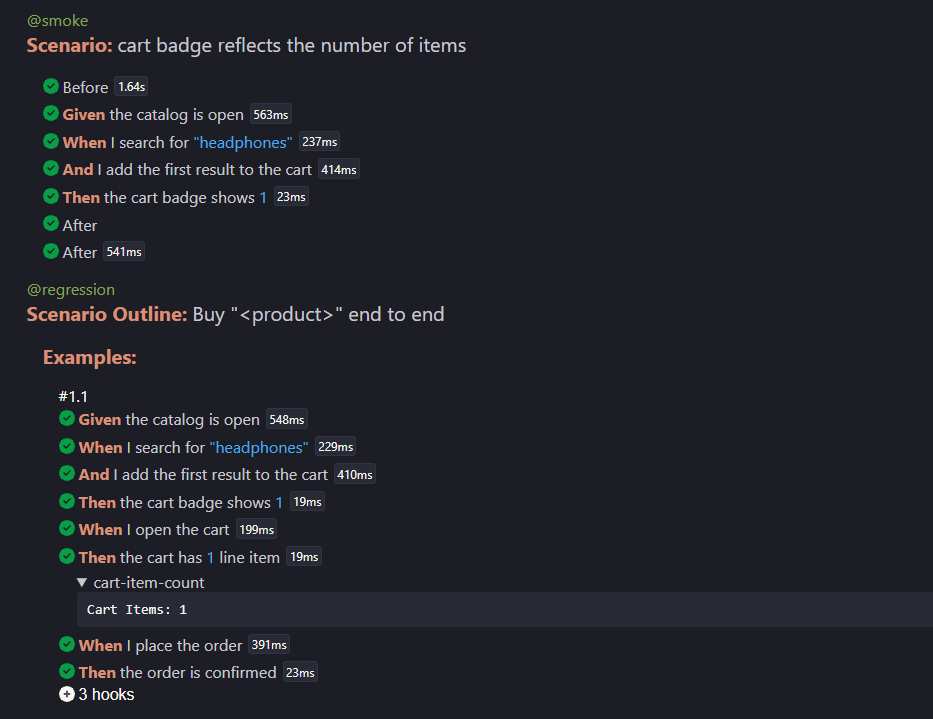 @smoke
Scenario: cart badge reflects the number of items
Before 1.64s
Given the catalog is open 563ms
When I search for "headphones" 237ms
And I add the first result to the cart 414ms
Then the cart badge shows 1 23ms
After
After 541ms
@regression
Scenario Outline: Buy "<product>" end to end
Examples:
#1.1
Given the catalog is open 548ms
When I search for "headphones" 229ms
And I add the first result to the cart 410ms
Then the cart badge shows 1 19ms
When I open the cart 199ms
Then the cart has 1 line item 19ms
cart-item-count
Cart Items: 1
When I place the order 391ms
Then the order is confirmed 23ms
3 hooks